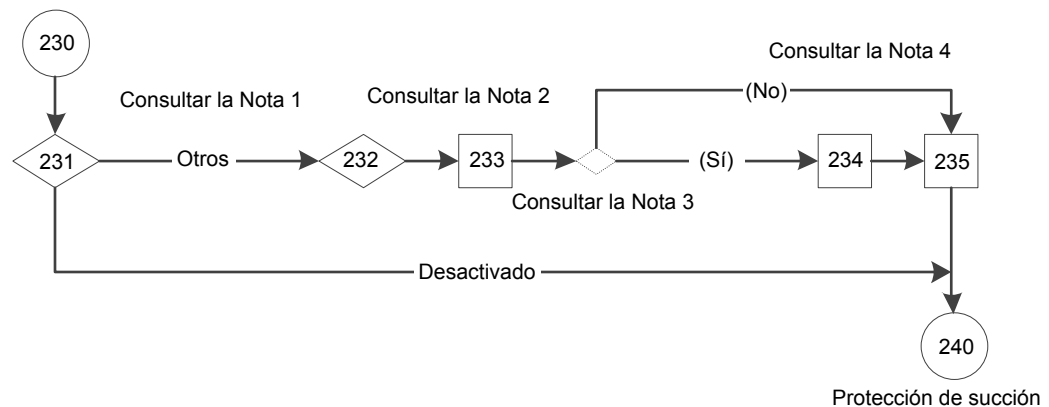 230
Consultar la Nota 4
Consultar la Nota 1
Consultar la Nota 2
(No)
231
Otros
232
233
(Sí)
234
235
Consultar la Nota 3
Desactivado
240
Protección de succión